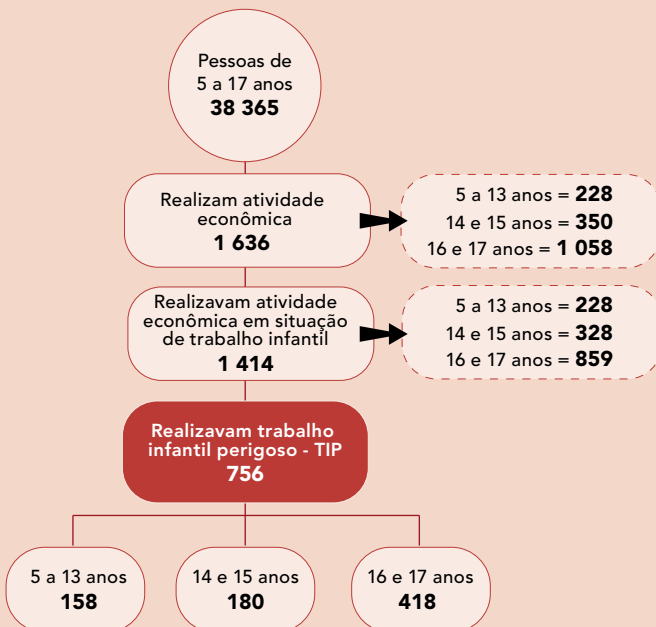 Pessoas de
5 a 17 anos
38 365
Realizam atividade
econômica
1 636
5 a 13 anos = 228
14 e 15 anos = 350
16 e 17 anos = 1 058
Realizavam atividade
econômica em situação
de trabalho infantil
1 414
5 a 13 anos = 228
14 e 15 anos = 328
16 e 17 anos = 859
Realizavam trabalho
infantil perigoso - TIP
756
5 a 13 anos
158
14 e 15 anos
180
16 e 17 anos
418